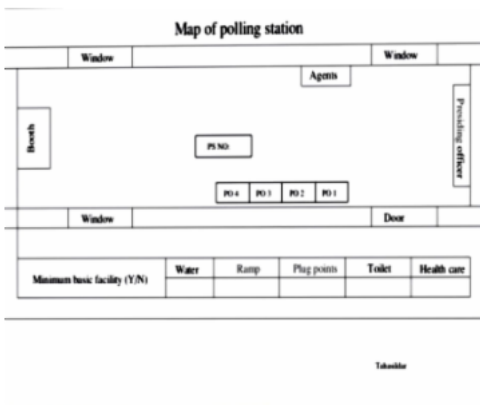 Map of polling station
Window
Window
Agents
Booth
Presiding officer
PS NO:
PO 4 PO 3 PO 2 PO 1
Window
Door
Minimum basic facility (Y/N) Water Ramp Plug points Toilet Health care
Tahasildar